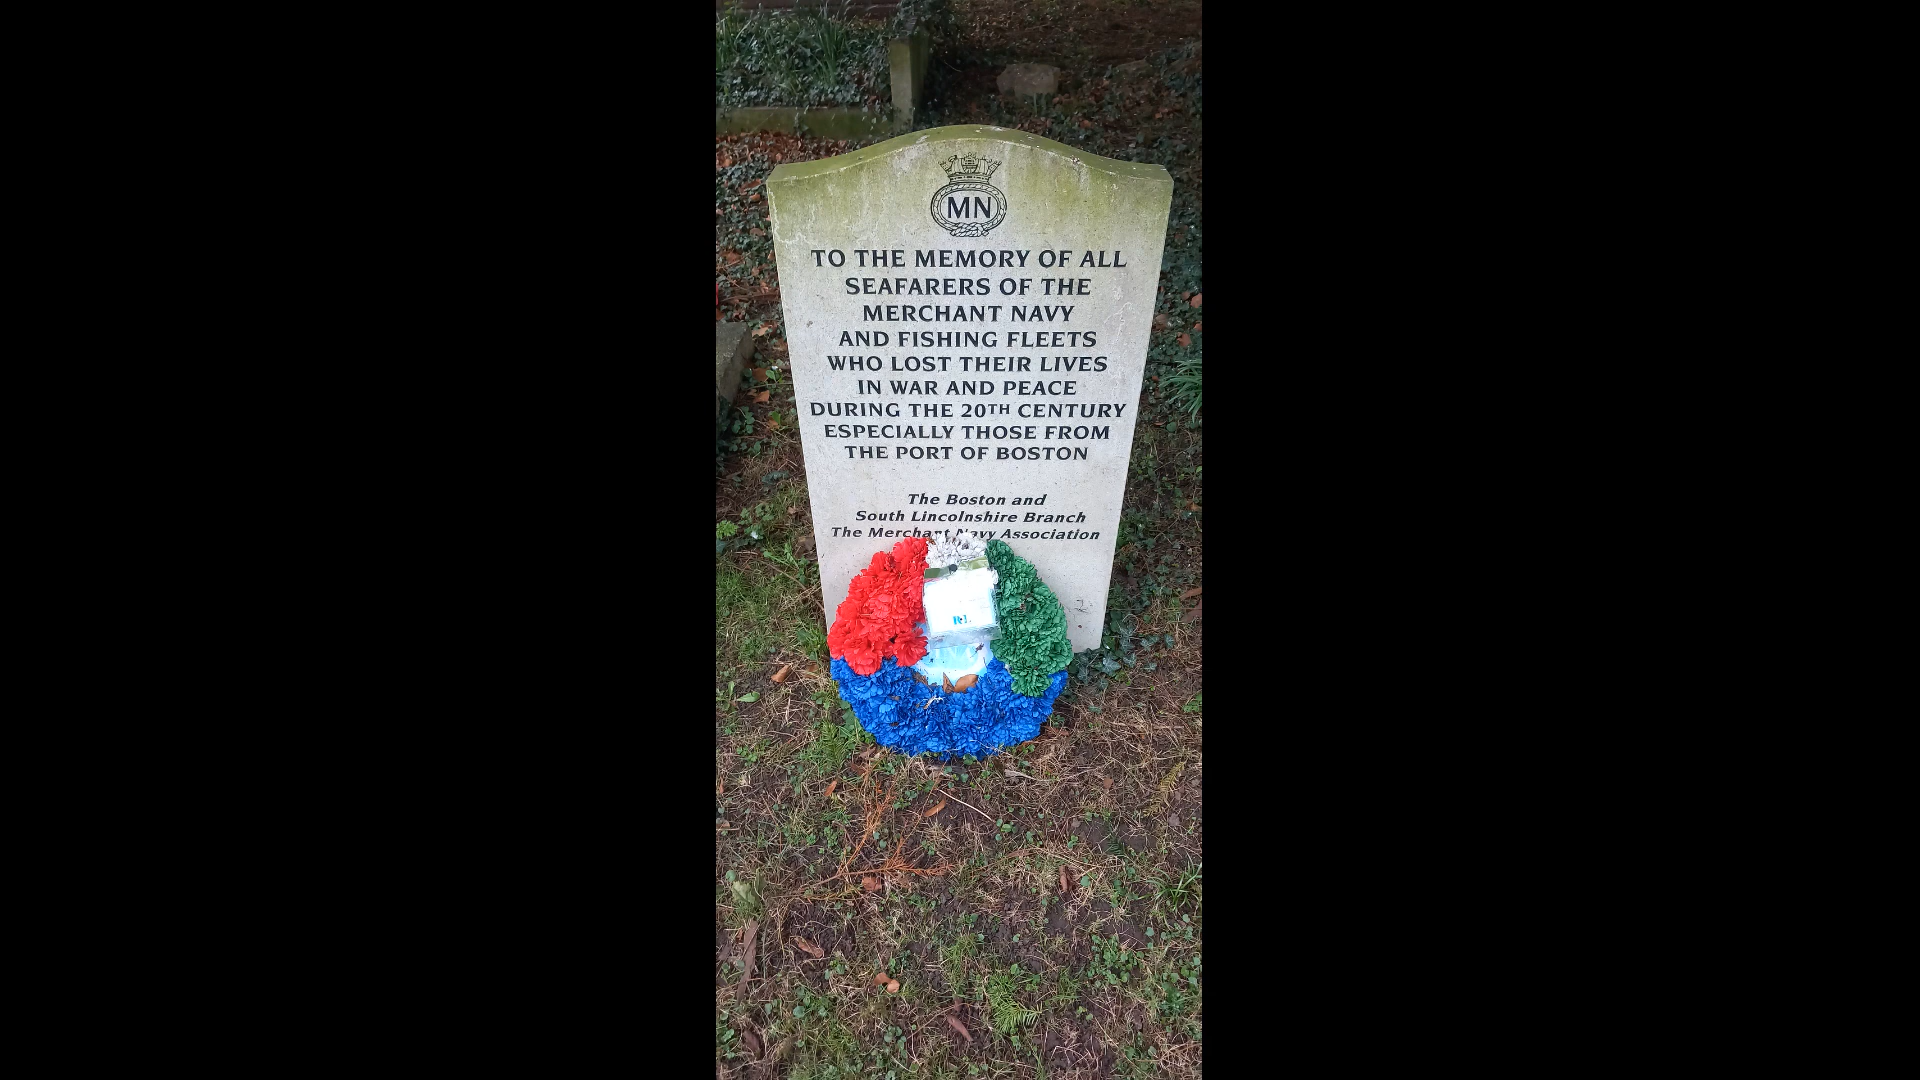 MN
TO THE MEMORY OF ALL
SEAFARERS OF THE
MERCHANT NAVY
AND FISHING FLEETS
WHO LOST THEIR LIVES
IN WAR AND PEACE
DURING THE 20TH CENTURY
ESPECIALLY THOSE FROM
THE PORT OF BOSTON
The Boston and
South Lincolnshire Branch
The Merchant Navy Association